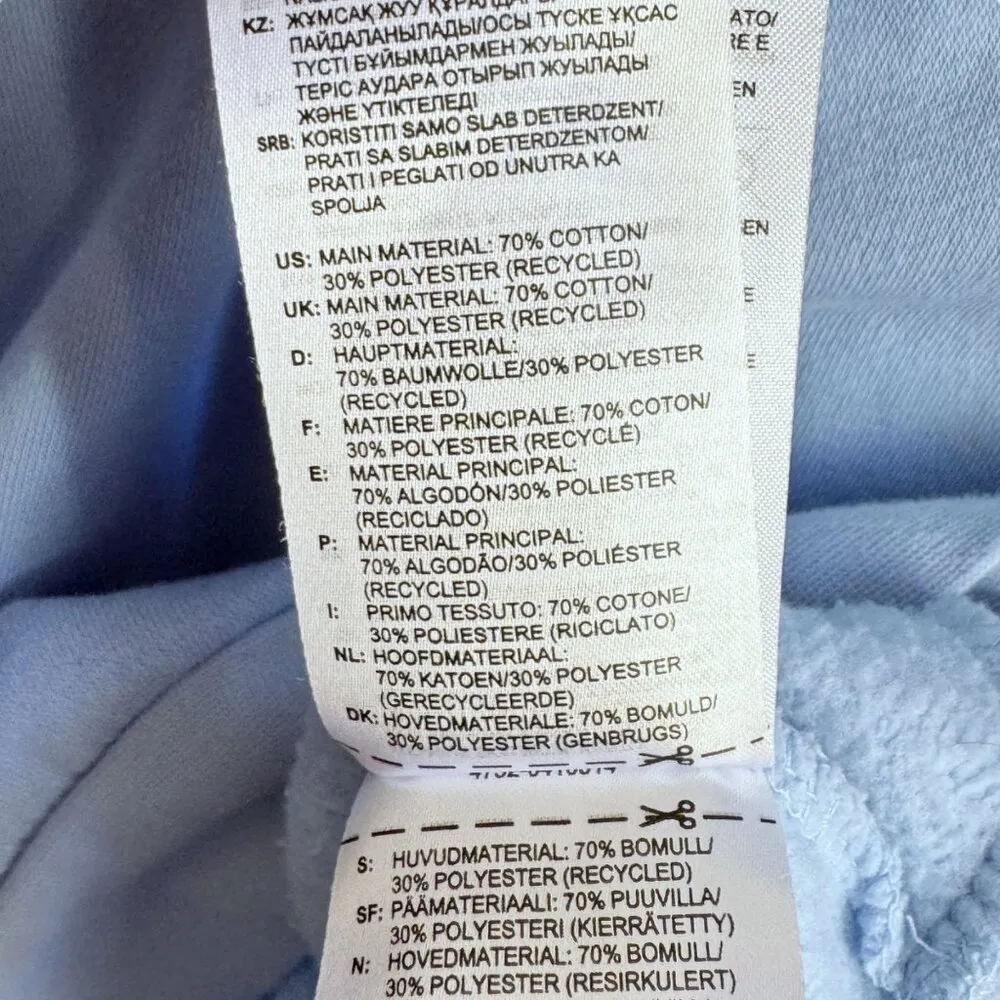 KZ: ЖҰМСАҚ ЖУУ
ПАЙДАЛАНЫЛАДЫ/ОСЫ ТҮСКЕ ҰҚСАС
ТҮСТІ БҰЙЫМДАРМЕН ЖУЫЛАДЫ/
ТЕРІС АУДАРА ОТЫРЫП ЖУЫЛАДЫ
ЖӘНЕ ҮТІКТЕЛЕДІ
SRB: KORISTITI SAMO SLAB DETERDZENT/
PRATI SA SLABIM DETERDZENTOM/
PRATI I PEGLATI OD UNUTRA KA
SPOLJA
US: MAIN MATERIAL: 70% COTTON/
30% POLYESTER (RECYCLED)
UK: MAIN MATERIAL: 70% COTTON/
30% POLYESTER (RECYCLED)
D: HAUPTMATERIAL:
70% BAUMWOLLE/30% POLYESTER
(RECYCLED)
F: MATIERE PRINCIPALE: 70% COTON/
30% POLYESTER (RECYCLÉ)
E: MATERIAL PRINCIPAL:
70% ALGODÓN/30% POLIESTER
(RECICLADO)
P: MATERIAL PRINCIPAL:
70% ALGODÃO/30% POLIÉSTER
(RECYCLED)
I: PRIMO TESSUTO: 70% COTONE/
30% POLIESTERE (RICICLATO)
NL: HOOFDMATERIAAL:
70% KATOEN/30% POLYESTER
(GERECYCLEERDE)
DK: HOVEDMATERIALE: 70% BOMULD/
30% POLYESTER (GENBRUGS)
S: HUVUDMATERIAL: 70% BOMULL/
30% POLYESTER (RECYCLED)
SF: PÄÄMATERIAALI: 70% PUUVILLA/
30% POLYESTERI (KIERRÄTETTY)
N: HOVEDMATERIAL: 70% BOMULL/
30% POLYESTER (RESIRKULERT)